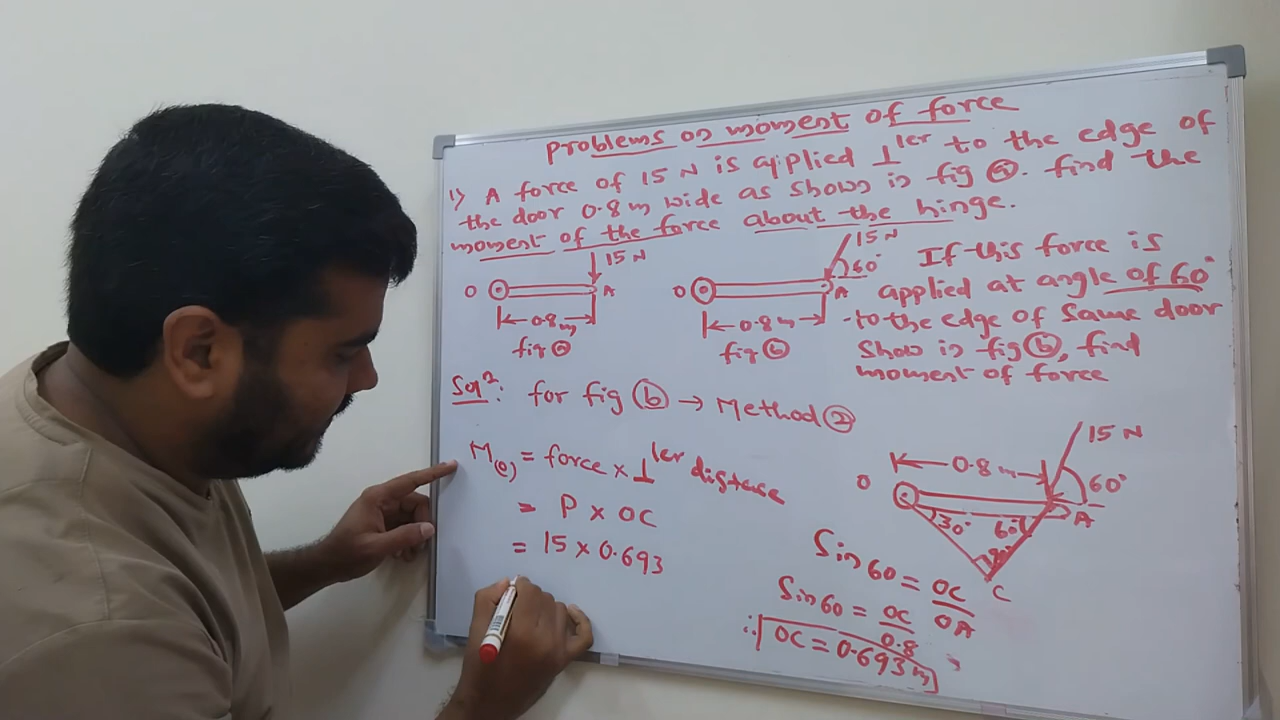 Problems on moment of force
1) A force of 15 N is applied ⊥ler to the edge of
the door 0.8 m wide as shown in fig ⓐ. find the
moment of the force about the hinge.
15 N
O
A
0.8 m
fig ⓐ
15 N
60°
O
A
0.8 m
fig ⓑ
If this force is
applied at angle of 60°
to the edge of same door
show in fig ⓑ, find
moment of force
Solⁿ: for fig ⓑ → Method ②
M(o) = force × ⊥ler distance
= P × OC
= 15 × 0.693
15 N
0.8 m
60°
O
A
30°
60°
90°
C
Sin 60 = OC/OA
Sin 60 = OC/0.8
∴ OC = 0.693 m